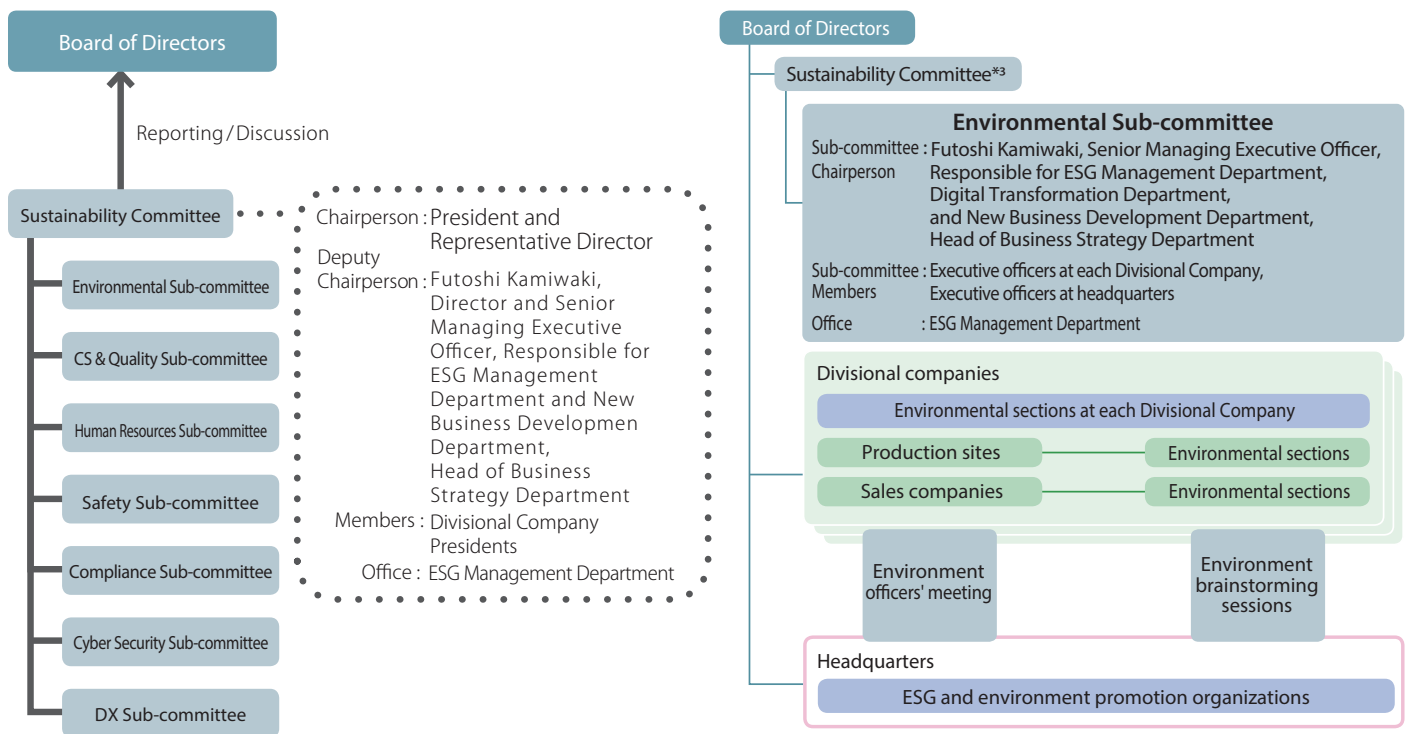 Board of Directors
Reporting/Discussion
Sustainability Committee
Environmental Sub-committee
CS & Quality Sub-committee
Human Resources Sub-committee
Safety Sub-committee
Compliance Sub-committee
Cyber Security Sub-committee
DX Sub-committee
Chairperson : President and
Representative Director
Deputy
Chairperson : Futoshi Kamiwaki,
Director and Senior
Managing Executive
Officer, Responsible for
ESG Management
Department and New
Business Developmen
Department,
Head of Business
Strategy Department
Members : Divisional Company
Presidents
Office : ESG Management Department
Board of Directors
Sustainability Committee*3
Environmental Sub-committee
Sub-committee : Futoshi Kamiwaki, Senior Managing Executive Officer,
Chairperson Responsible for ESG Management Department,
Digital Transformation Department,
and New Business Development Department,
Head of Business Strategy Department
Sub-committee : Executive officers at each Divisional Company,
Members Executive officers at headquarters
Office : ESG Management Department
Divisional companies
Environmental sections at each Divisional Company
Production sites Environmental sections
Sales companies Environmental sections
Environment
officers' meeting
Environment
brainstorming
sessions
Headquarters
ESG and environment promotion organizations